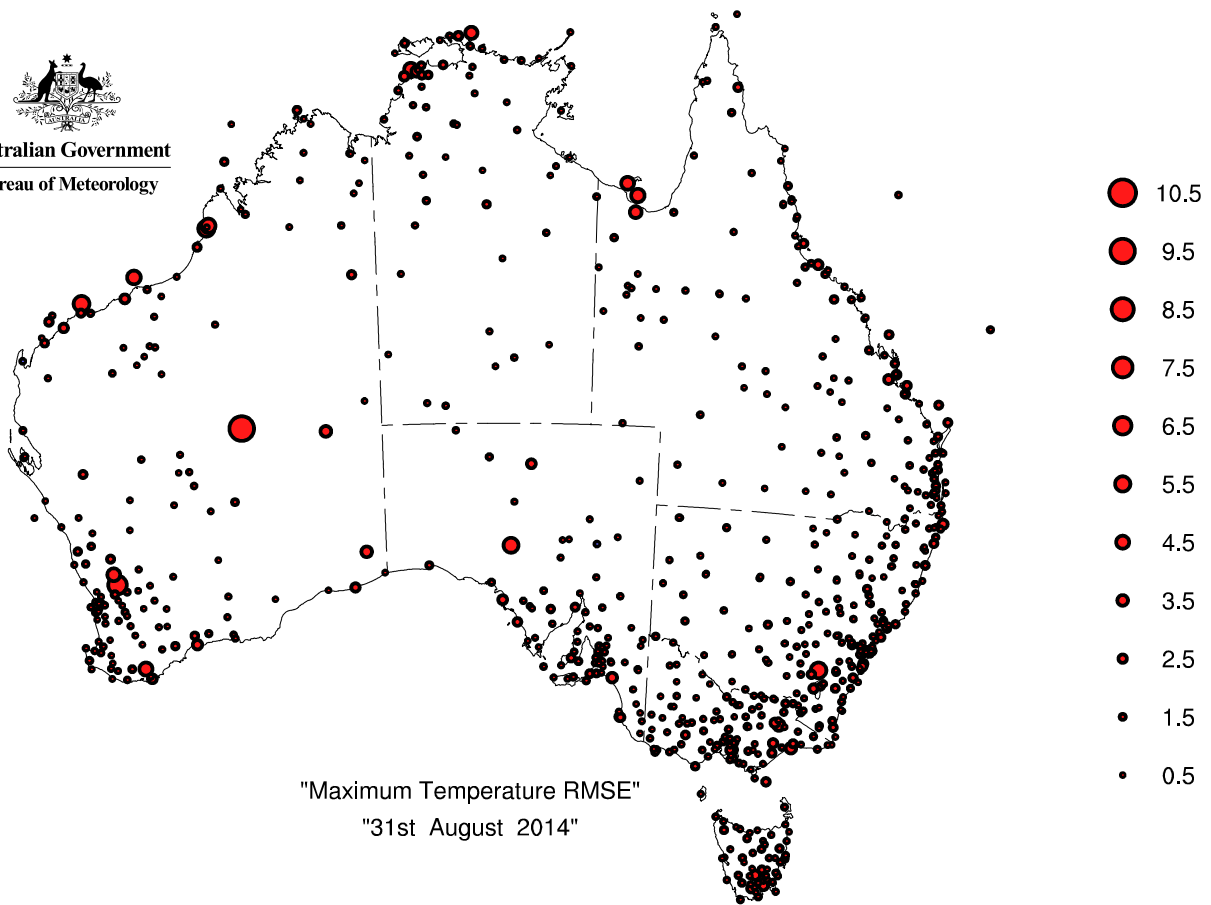 AUSTRALIA
tralian Government
reau of Meteorology
10.5
9.5
8.5
7.5
6.5
5.5
4.5
3.5
2.5
1.5
0.5
"Maximum Temperature RMSE"
"31st August 2014"